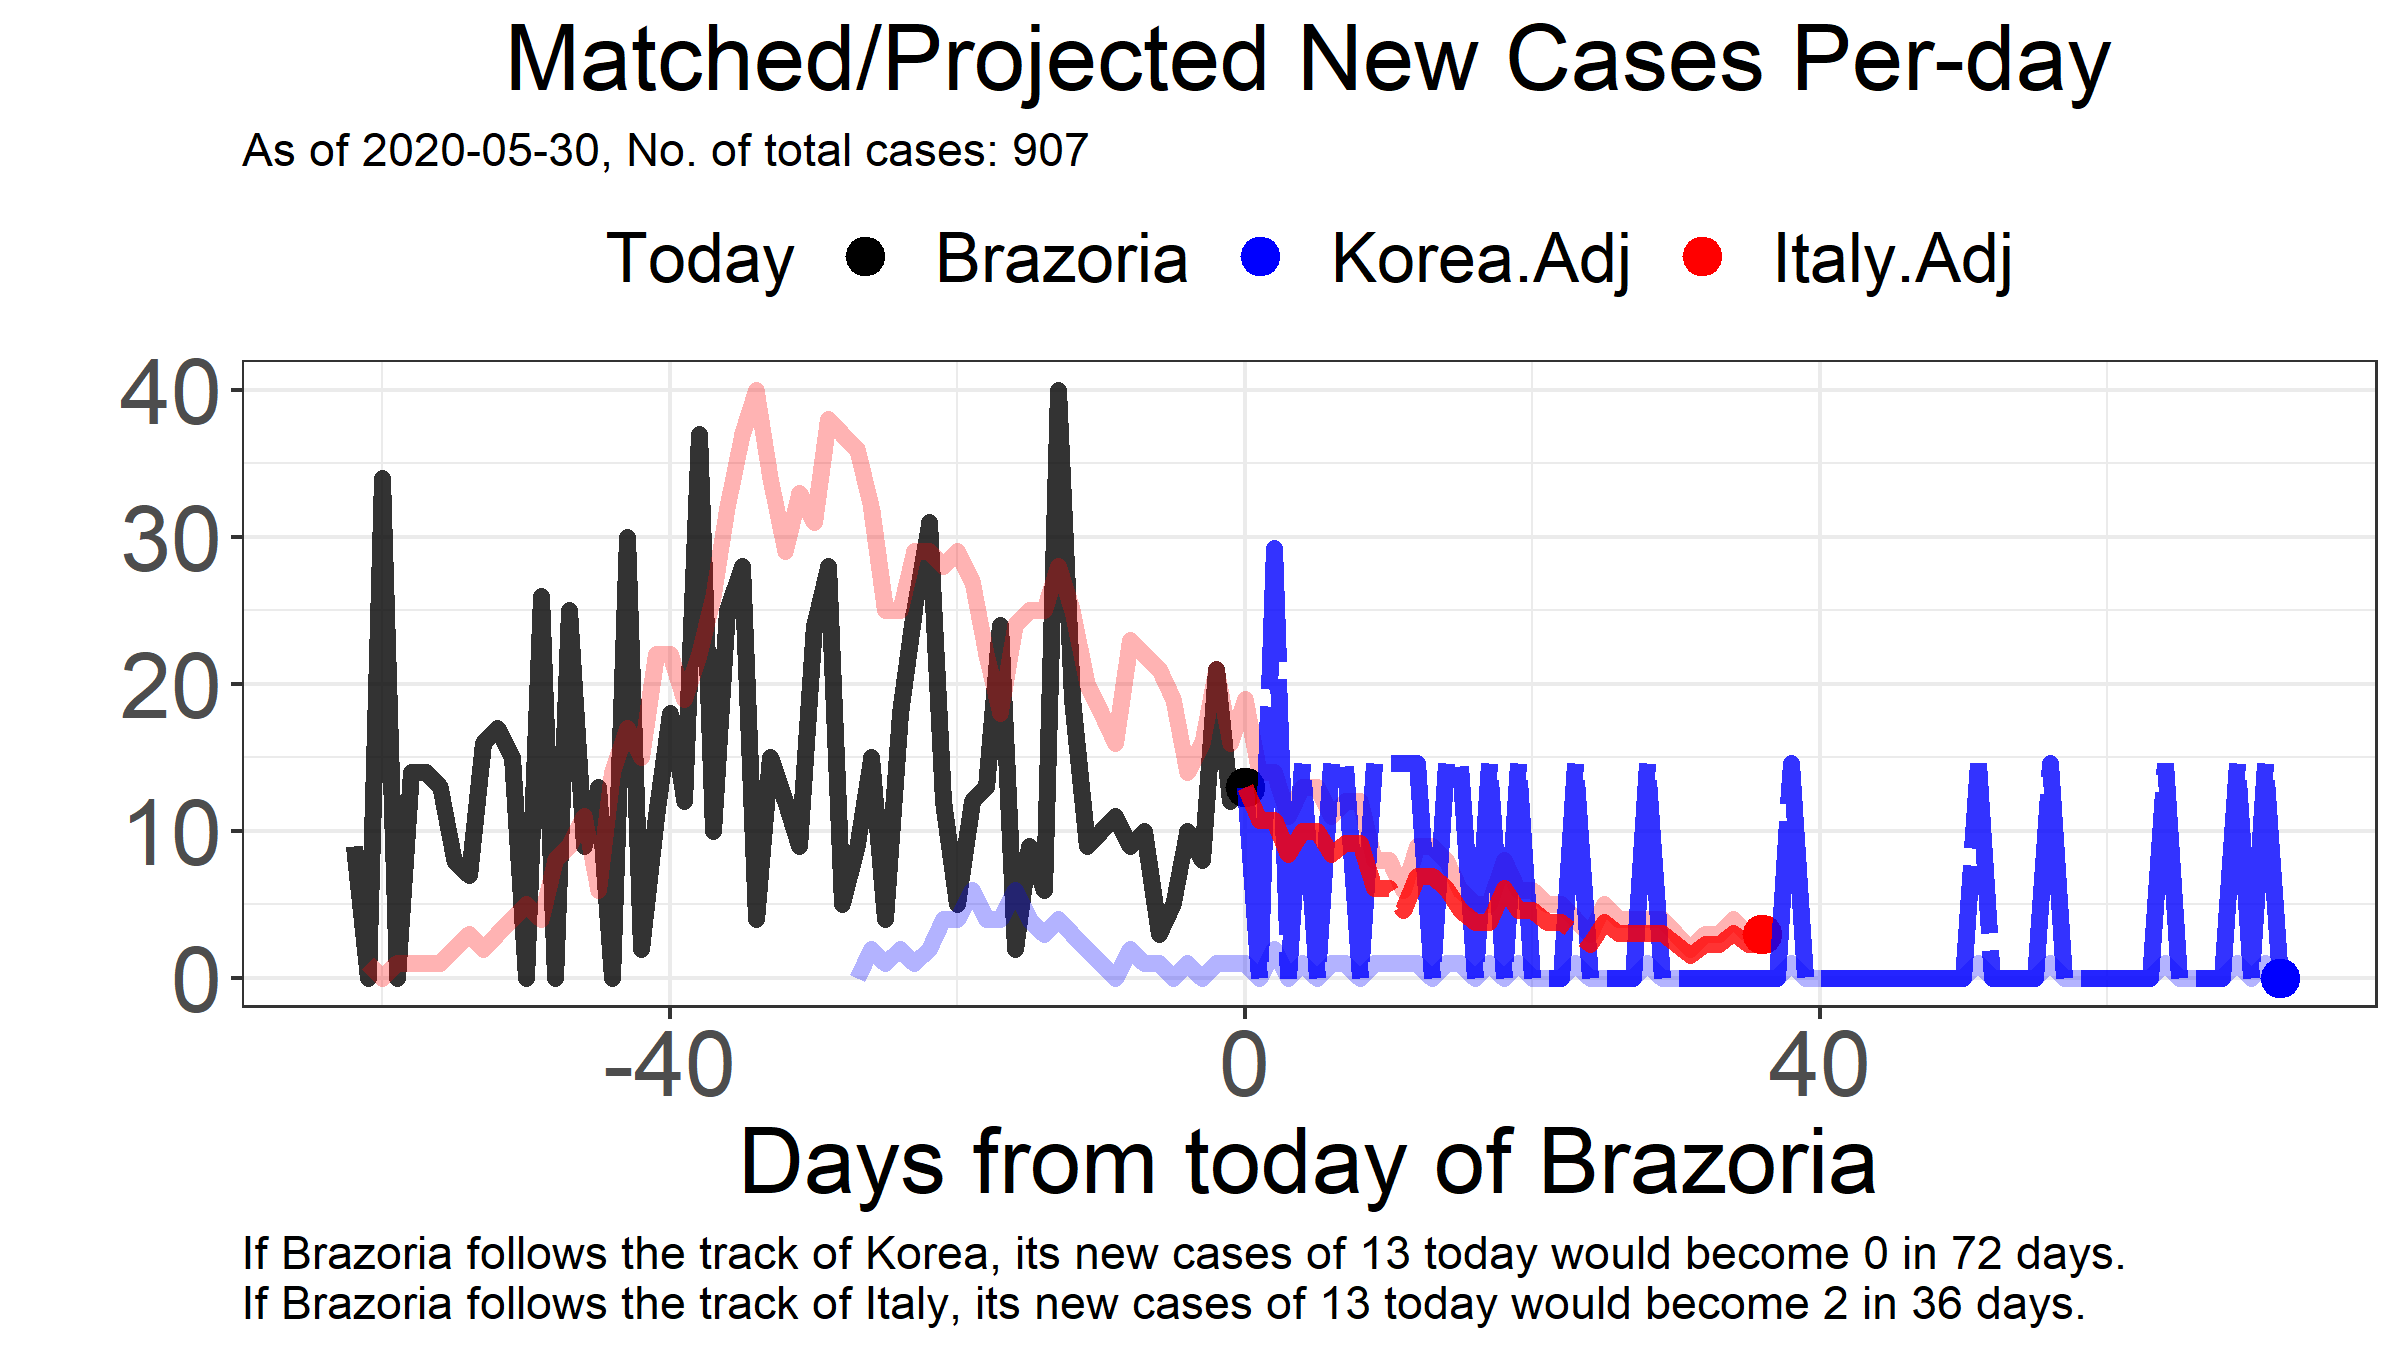 Matched/Projected New Cases Per-day
As of 2020-05-30, No. of total cases: 907
Today Brazoria Korea.Adj Italy.Adj
40
30
20
10
0
-40 0 40
Days from today of Brazoria
If Brazoria follows the track of Korea, its new cases of 13 today would become 0 in 72 days.
If Brazoria follows the track of Italy, its new cases of 13 today would become 2 in 36 days.